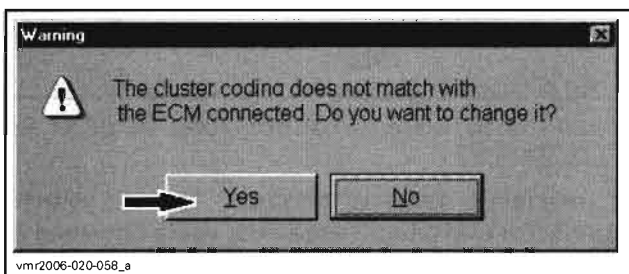 Warning
The cluster coding does not match with
the ECM connected. Do you want to change it?
Yes
No
vmr2006-020-058_a